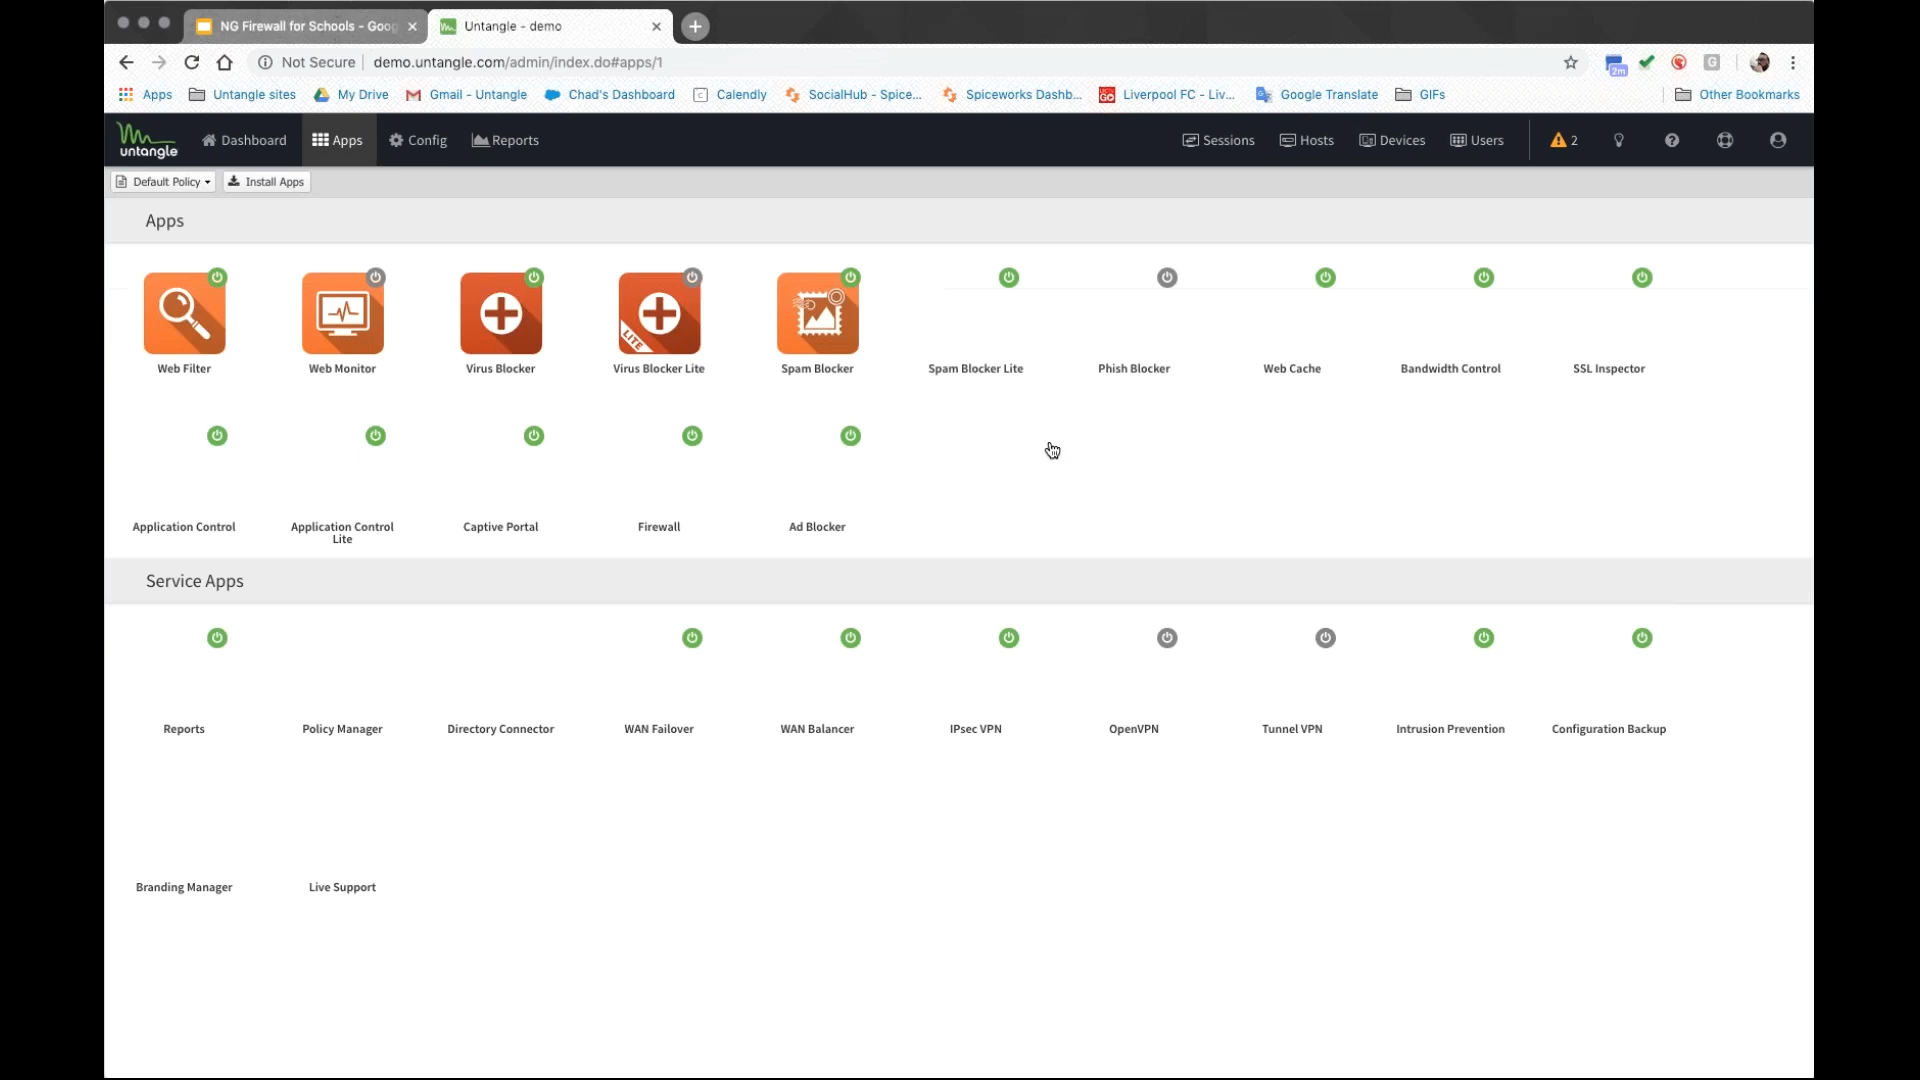 NG Firewall for Schools - Goog
Untangle - demo
Not Secure
demo.untangle.com/admin/index.do#apps/1
2m
G
Apps
Untangle sites
My Drive
Gmail - Untangle
Chad's Dashboard
Calendly
SocialHub - Spice...
Spiceworks Dashb...
Liverpool FC - Liv...
Google Translate
GIFs
Other Bookmarks
untangle
Dashboard
Apps
Config
Reports
Sessions
Hosts
Devices
Users
2
Default Policy
Install Apps
Apps
LITE
Web Filter
Web Monitor
Virus Blocker
Virus Blocker Lite
Spam Blocker
Spam Blocker Lite
Phish Blocker
Web Cache
Bandwidth Control
SSL Inspector
Application Control
Application Control
Lite
Captive Portal
Firewall
Ad Blocker
Service Apps
Reports
Policy Manager
Directory Connector
WAN Failover
WAN Balancer
IPsec VPN
OpenVPN
Tunnel VPN
Intrusion Prevention
Configuration Backup
Branding Manager
Live Support